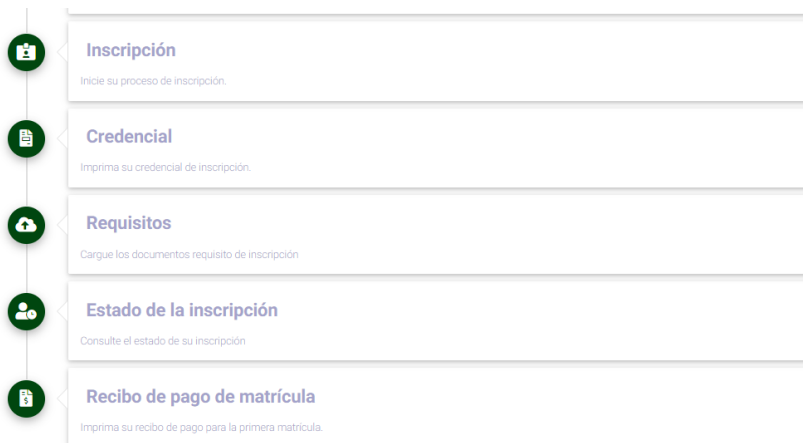 Inscripción
Inicie su proceso de inscripción.
Credencial
Imprima su credencial de inscripción.
Requisitos
Cargue los documentos requisito de inscripción
Estado de la inscripción
Consulte el estado de su inscripción
Recibo de pago de matrícula
Imprima su recibo de pago para la primera matrícula.